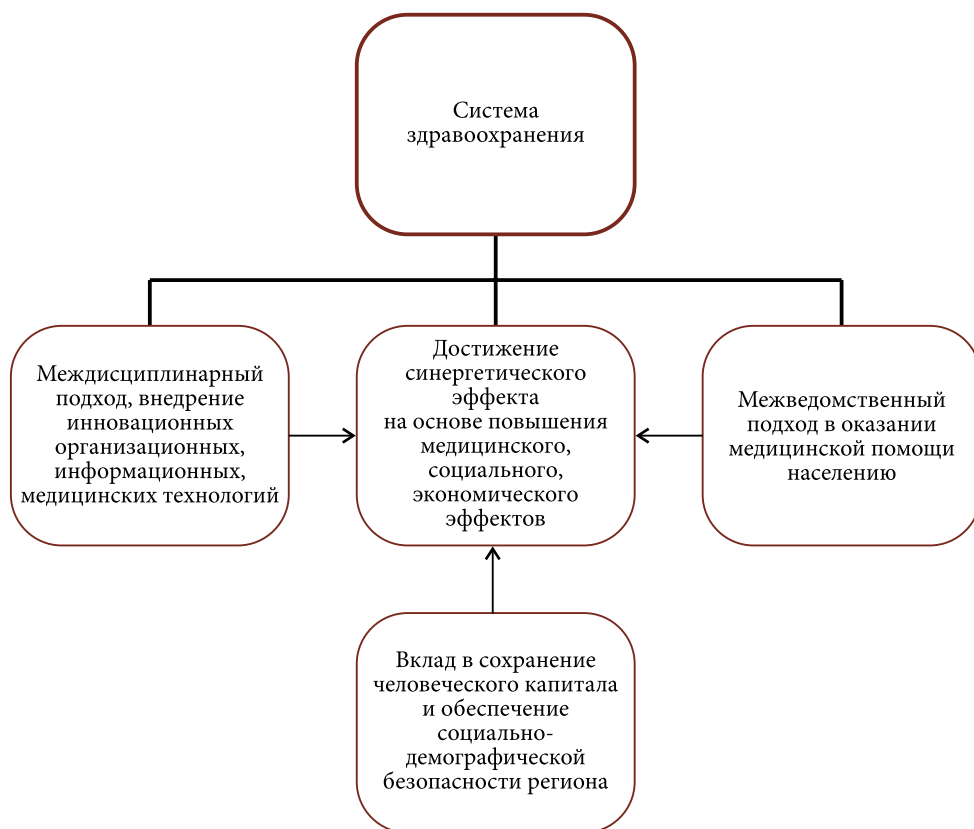 Система
здравоохранения
Междисциплинарный
подход, внедрение
инновационных
организационных,
информационных,
медицинских технологий
Достижение
синергетического
эффекта
на основе повышения
медицинского,
социального,
экономического
эффектов
Межведомственный
подход в оказании
медицинской помощи
населению
Вклад в сохранение
человеческого капитала
и обеспечение
социально-
демографической
безопасности региона